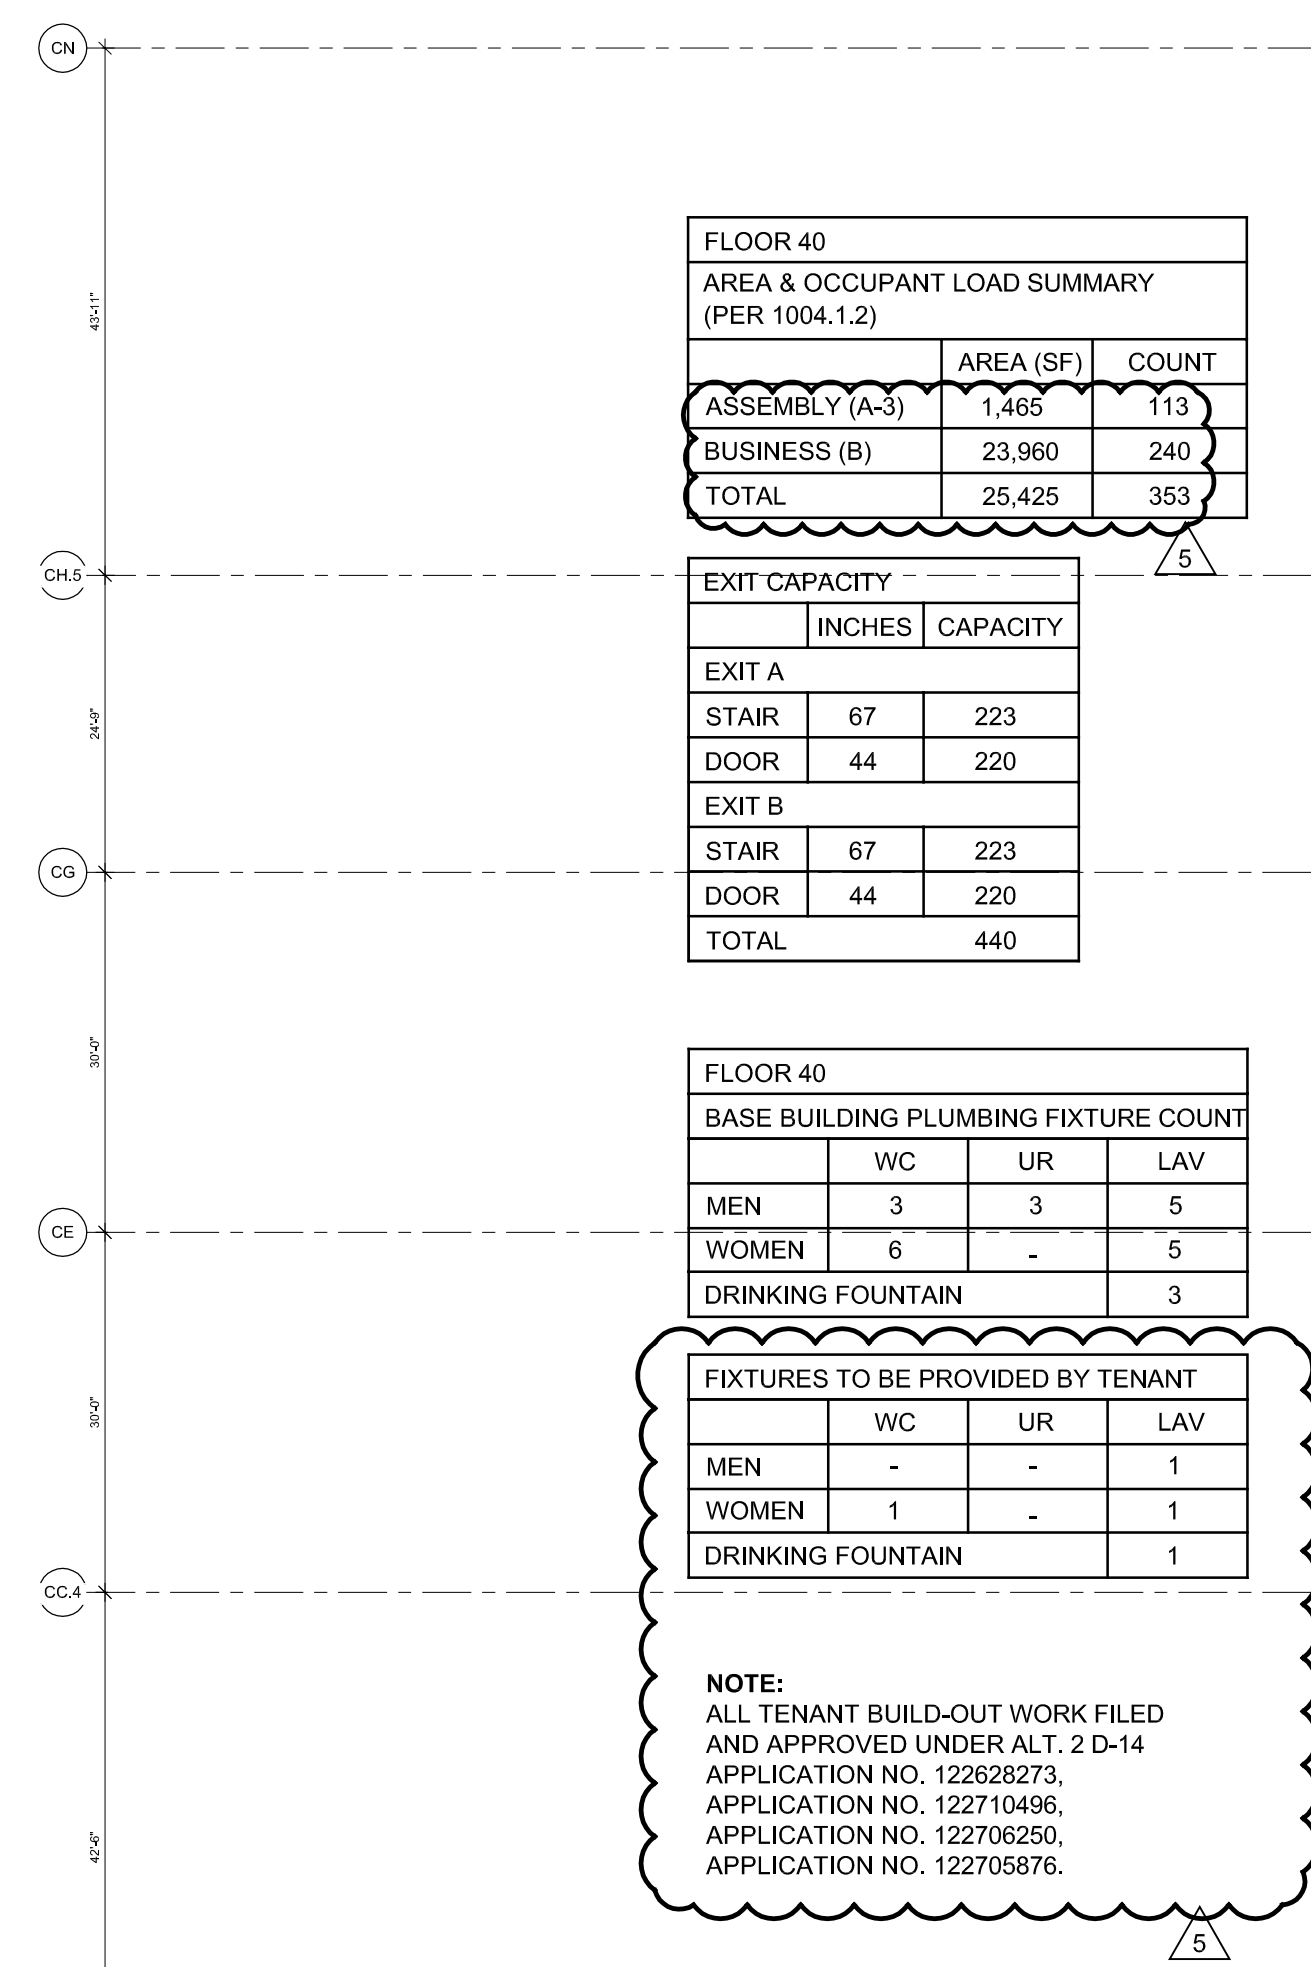 CN
43'-11"
FLOOR 40
AREA & OCCUPANT LOAD SUMMARY
(PER 1004.1.2)
AREA (SF) COUNT
ASSEMBLY (A-3) 1,465 113
BUSINESS (B) 23,960 240
TOTAL 25,425 353
5
CH.5
EXIT CAPACITY
INCHES CAPACITY
EXIT A
STAIR 67 223
24'-9"
DOOR 44 220
EXIT B
STAIR 67 223
CG
DOOR 44 220
TOTAL 440
30'-0"
FLOOR 40
BASE BUILDING PLUMBING FIXTURE COUNT
WC UR LAV
MEN 3 3 5
CE
WOMEN 6 - 5
DRINKING FOUNTAIN 3
FIXTURES TO BE PROVIDED BY TENANT
30'-0"
WC UR LAV
MEN - - 1
WOMEN 1 - 1
DRINKING FOUNTAIN 1
CC.4
NOTE:
ALL TENANT BUILD-OUT WORK FILED
AND APPROVED UNDER ALT. 2 D-14
APPLICATION NO. 122628273,
APPLICATION NO. 122710496,
APPLICATION NO. 122706250,
APPLICATION NO. 122705876.
42'-6"
5